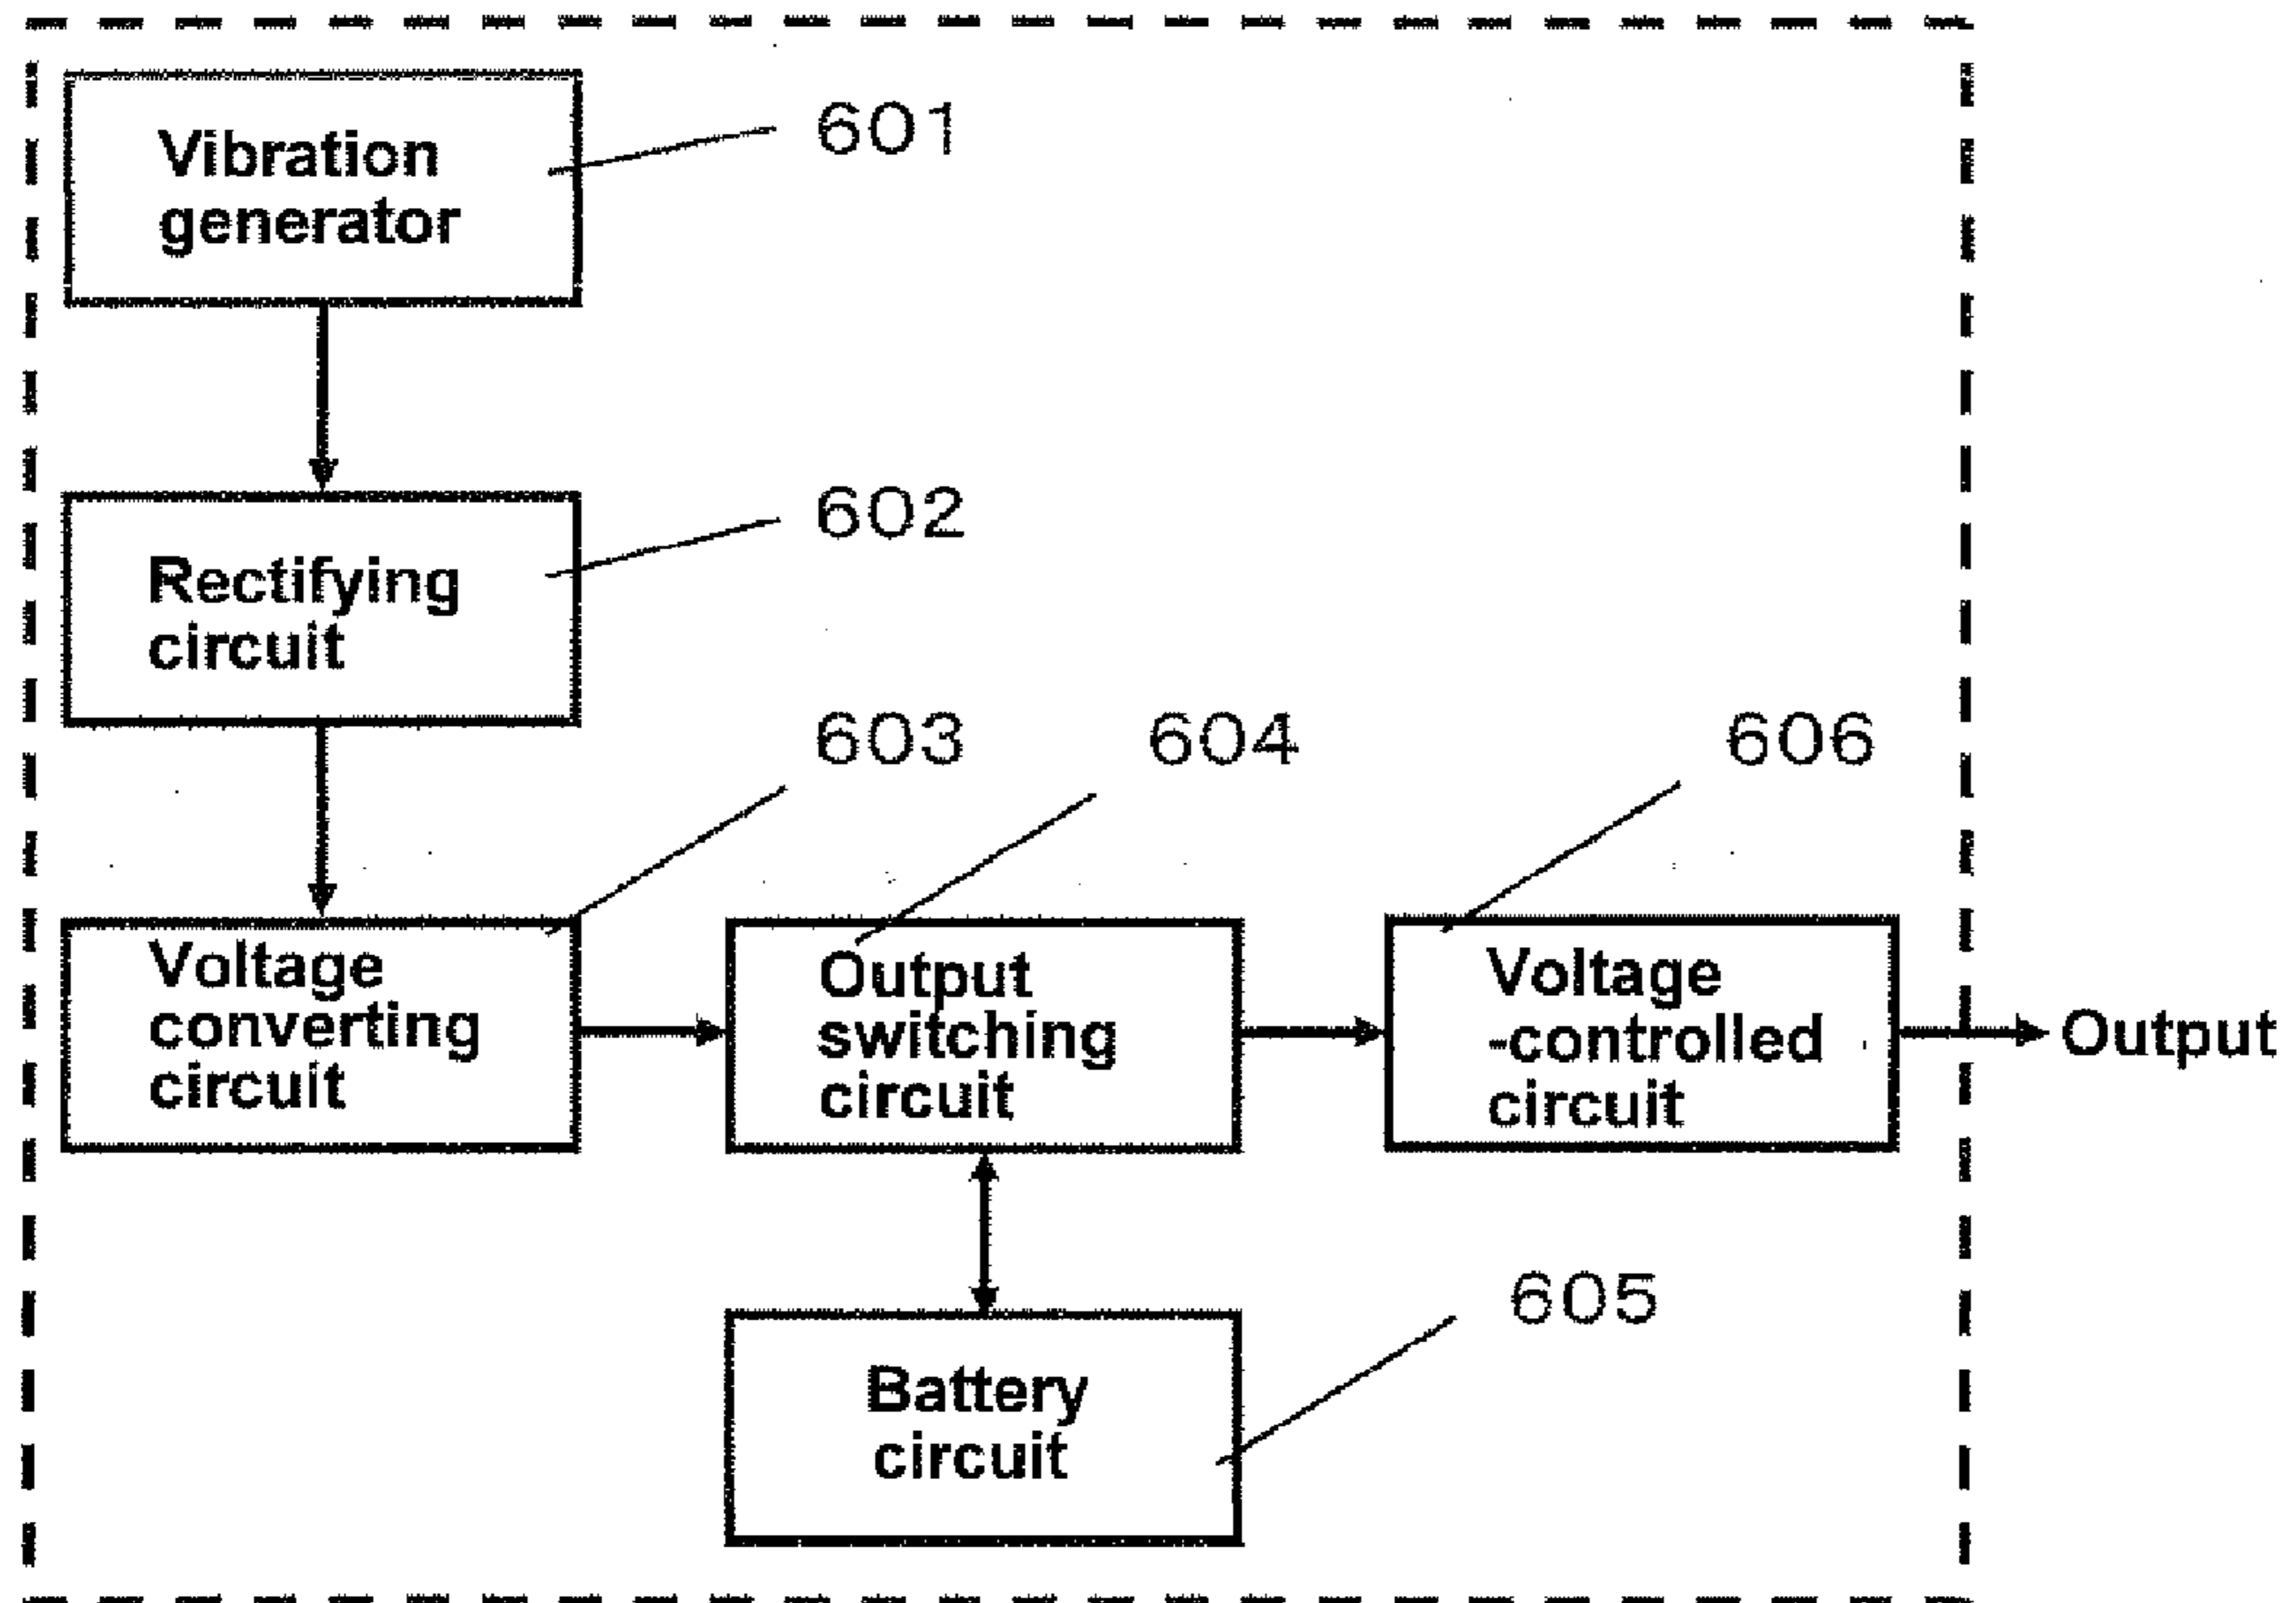 Vibration
generator
601
Rectifying
circuit
602
603
604
606
Voltage
converting
circuit
Output
switching
circuit
Voltage
-controlled
circuit
Output
605
Battery
circuit